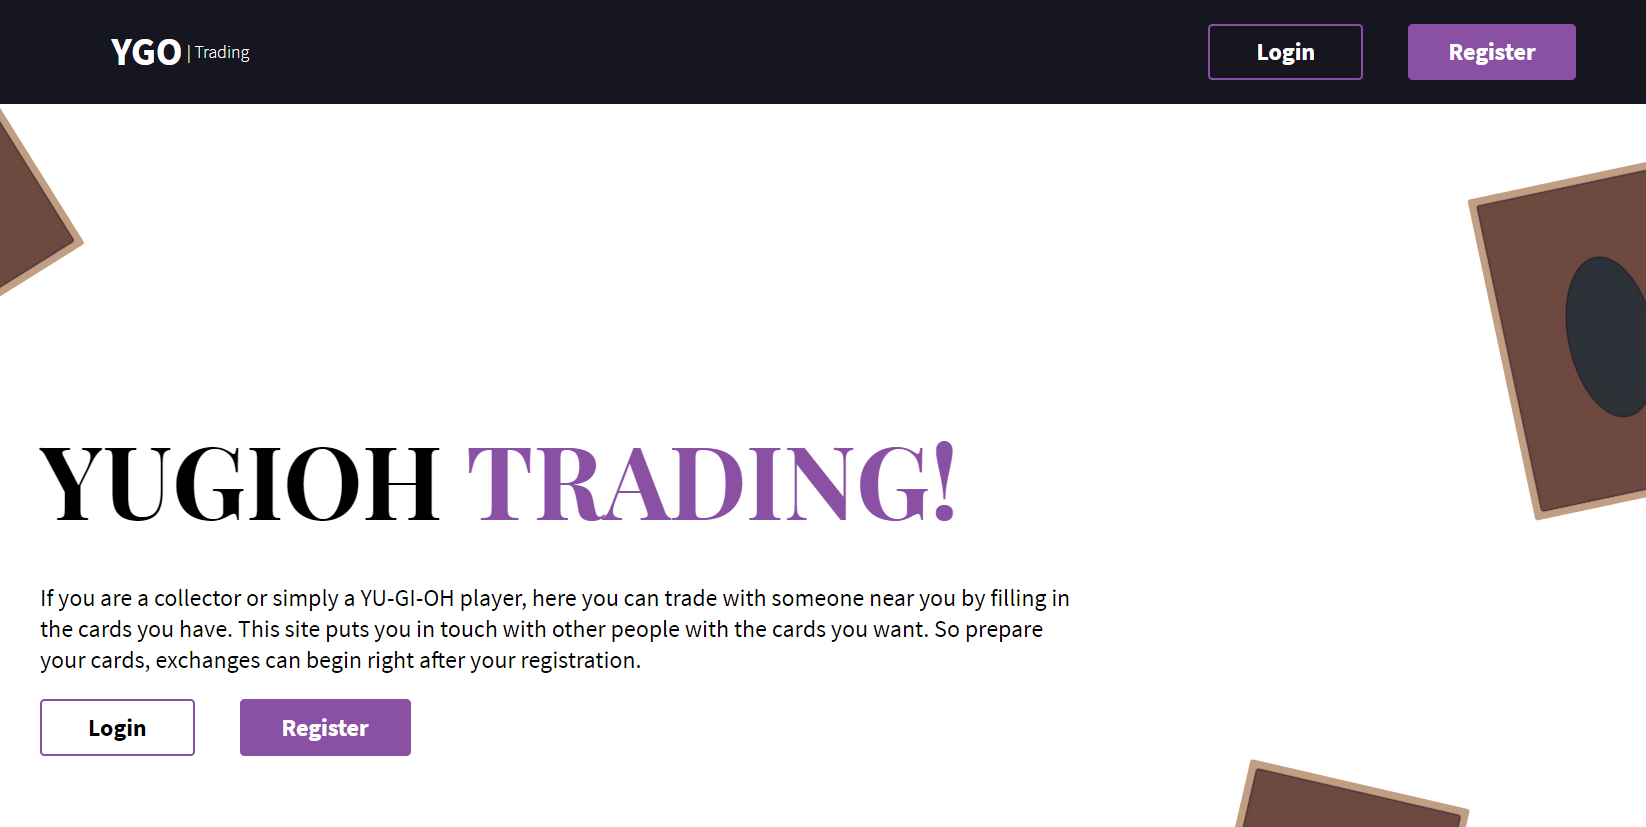 YGO | Trading
Login
Register
YUGIOH TRADING!
If you are a collector or simply a YU-GI-OH player, here you can trade with someone near you by filling in
the cards you have. This site puts you in touch with other people with the cards you want. So prepare
your cards, exchanges can begin right after your registration.
Login
Register